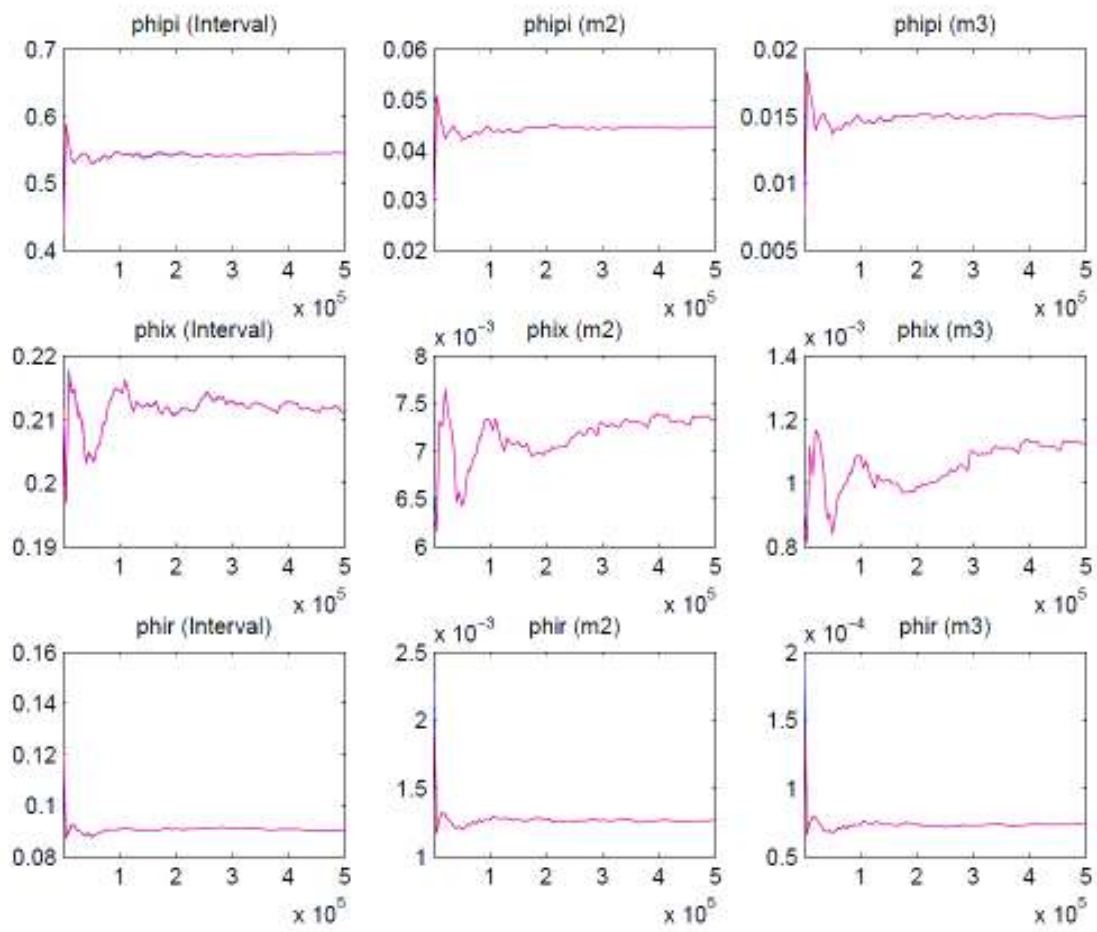 phipi (Interval)
0.7
0.6
0.5
0.4
1 2 3 4 5
x 10^5
phipi (m2)
0.06
0.05
0.04
0.03
0.02
1 2 3 4 5
x 10^5
phipi (m3)
0.02
0.015
0.01
0.005
1 2 3 4 5
x 10^5
phix (Interval)
0.22
0.21
0.2
0.19
1 2 3 4 5
x 10^5
x 10^-3
phix (m2)
8
7.5
7
6.5
6
1 2 3 4 5
x 10^5
x 10^-3
phix (m3)
1.4
1.2
1
0.8
1 2 3 4 5
x 10^5
phir (Interval)
0.16
0.14
0.12
0.1
0.08
1 2 3 4 5
x 10^5
x 10^-3
phir (m2)
2.5
2
1.5
1
1 2 3 4 5
x 10^5
x 10^-4
phir (m3)
2
1.5
1
0.5
1 2 3 4 5
x 10^5